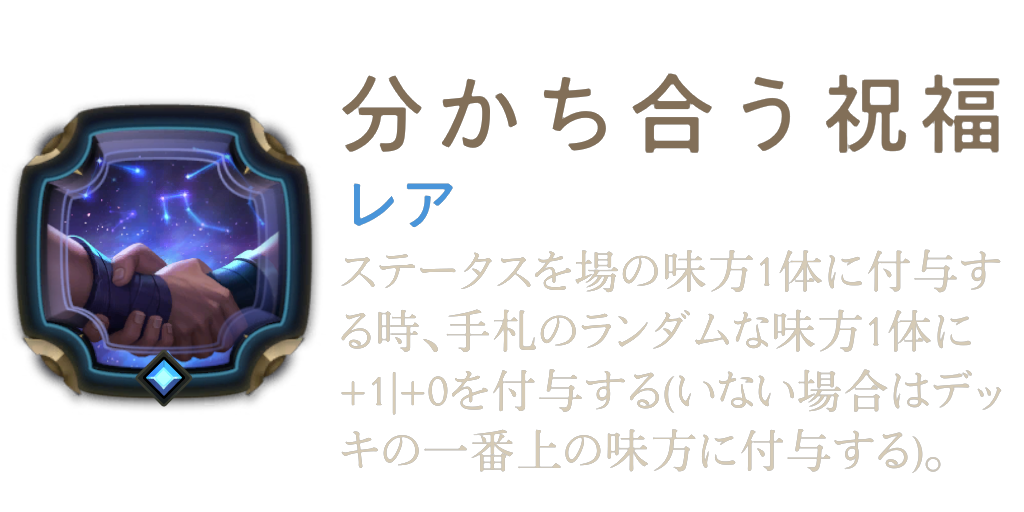 分かち合う祝福
レア
ステータスを場の味方1体に付与す
る時、手札のランダムな味方1体に
+1|+0を付与する(いない場合はデッ
キの一番上の味方に付与する)。